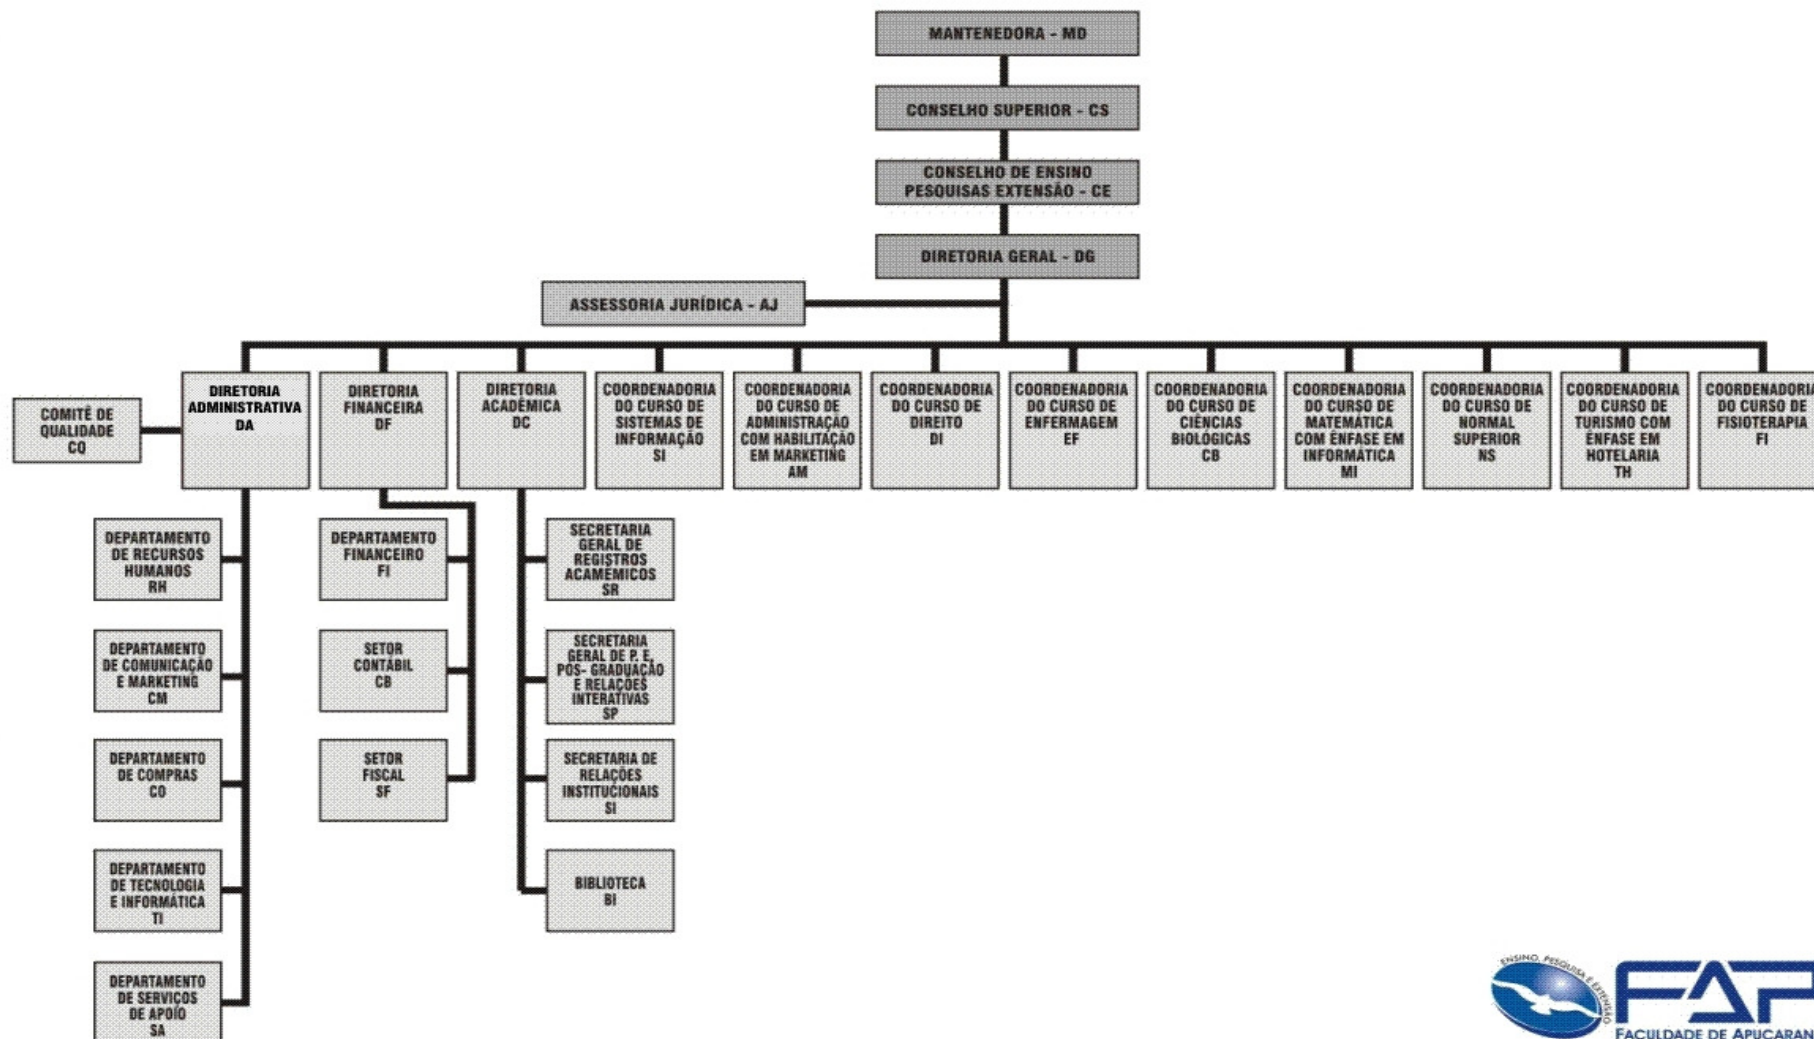 MANTENEDORA - MD
CONSELHO SUPERIOR - CS
CONSELHO DE ENSINO
PESQUISAS EXTENSÃO - CE
DIRETORIA GERAL - DG
ASSESSORIA JURÍDICA - AJ
COMITÊ DE
QUALIDADE
CQ
DIRETORIA
ADMINISTRATIVA
DA
DIRETORIA
FINANCEIRA
DF
DIRETORIA
ACADÊMICA
DC
COORDENADORIA
DO CURSO DE
SISTEMAS DE
INFORMAÇÃO
SI
COORDENADORIA
DO CURSO DE
ADMINISTRAÇÃO
COM HABILITAÇÃO
EM MARKETING
AM
COORDENADORIA
DO CURSO DE
DIREITO
DI
COORDENADORIA
DO CURSO DE
ENFERMAGEM
EF
COORDENADORIA
DO CURSO DE
CIÊNCIAS
BIOLÓGICAS
CB
COORDENADORIA
DO CURSO DE
MATEMÁTICA
COM ÊNFASE EM
INFORMÁTICA
MI
COORDENADORIA
DO CURSO DE
NORMAL
SUPERIOR
NS
COORDENADORIA
DO CURSO DE
TURISMO COM
ÊNFASE EM
HOTELARIA
TH
COORDENADORIA
DO CURSO DE
FISIOTERAPIA
FI
DEPARTAMENTO
DE RECURSOS
HUMANOS
RH
DEPARTAMENTO
DE COMUNICAÇÃO
E MARKETING
CM
DEPARTAMENTO
DE COMPRAS
CO
DEPARTAMENTO
DE TECNOLOGIA
E INFORMÁTICA
TI
DEPARTAMENTO
DE SERVIÇOS
DE APOIO
SA
DEPARTAMENTO
FINANCEIRO
FI
SETOR
CONTÁBIL
CB
SETOR
FISCAL
SF
SECRETARIA
GERAL DE
REGISTROS
ACAMÊMICOS
SR
SECRETARIA
GERAL DE P. E,
PÓS- GRADUAÇÃO
E RELAÇÕES
INTERATIVAS
SP
SECRETARIA DE
RELAÇÕES
INSTITUCIONAIS
SI
BIBLIOTECA
BI
ENSINO, PESQUISA E EXTENSÃO
FAP
FACULDADE DE APUCARAN